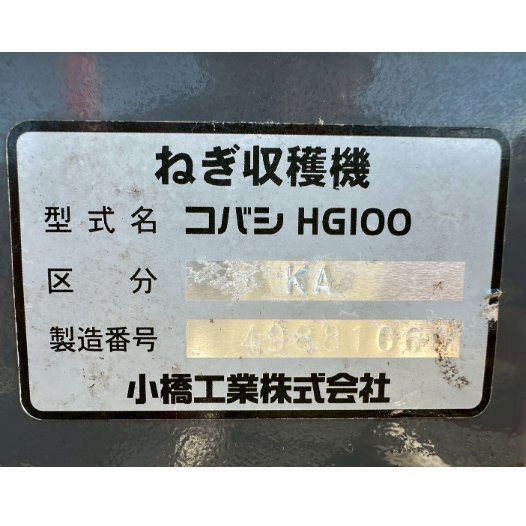 ねぎ収穫機
型式名 コバシ HG100
区分 KA
製造番号
小橋工業株式会社